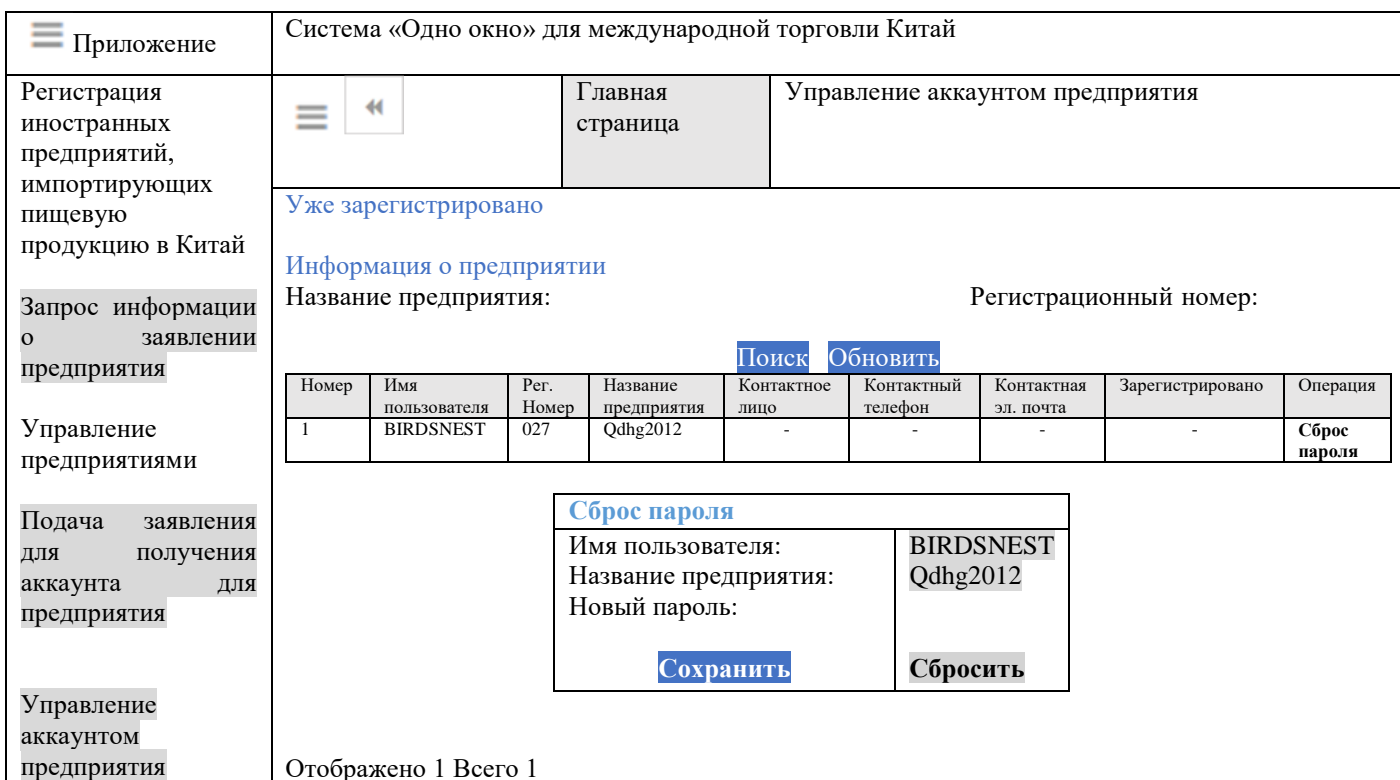 Приложение
Система «Одно окно» для международной торговли Китай
Регистрация
иностранных
предприятий,
импортирующих
пищевую
продукцию в Китай
Запрос информации
о заявлении
предприятия
Управление
предприятиями
Подача заявления
для получения
аккаунта для
предприятия
Управление
аккаунтом
предприятия
Главная
страница
Управление аккаунтом предприятия
Уже зарегистрировано
Информация о предприятии
Название предприятия: Регистрационный номер:
Поиск Обновить
Номер Имя Рег. Название Контактное Контактный Контактная Зарегистрировано Операция
пользователя Номер предприятия лицо телефон эл. почта
1 BIRDSNEST 027 Qdhg2012 - - - - Сброс
пароля
Сброс пароля
Имя пользователя: BIRDSNEST
Название предприятия: Qdhg2012
Новый пароль:
Сохранить Сбросить
Отображено 1 Всего 1